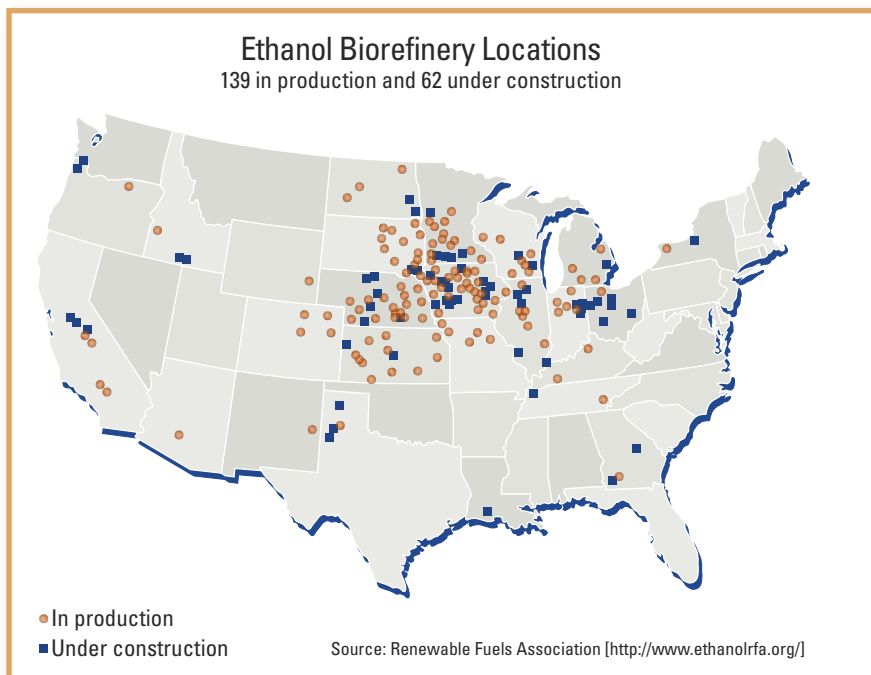 Ethanol Biorefinery Locations
139 in production and 62 under construction
In production
Under construction
Source: Renewable Fuels Association [http://www.ethanolrfa.org/]